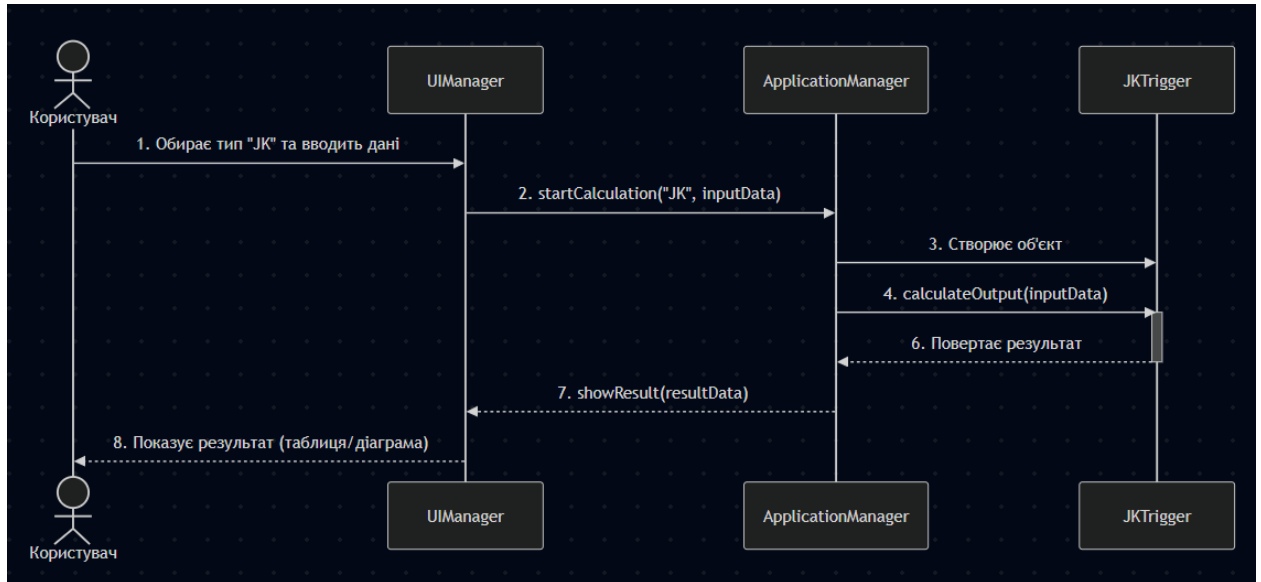 Користувач
UIManager
ApplicationManager
JKTrigger
1. Обирає тип "JK" та вводить дані
2. startCalculation("JK", inputData)
3. Створює об'єкт
4. calculateOutput(inputData)
6. Повертає результат
7. showResult(resultData)
8. Показує результат (таблиця/діаграма)
Користувач
UIManager
ApplicationManager
JKTrigger